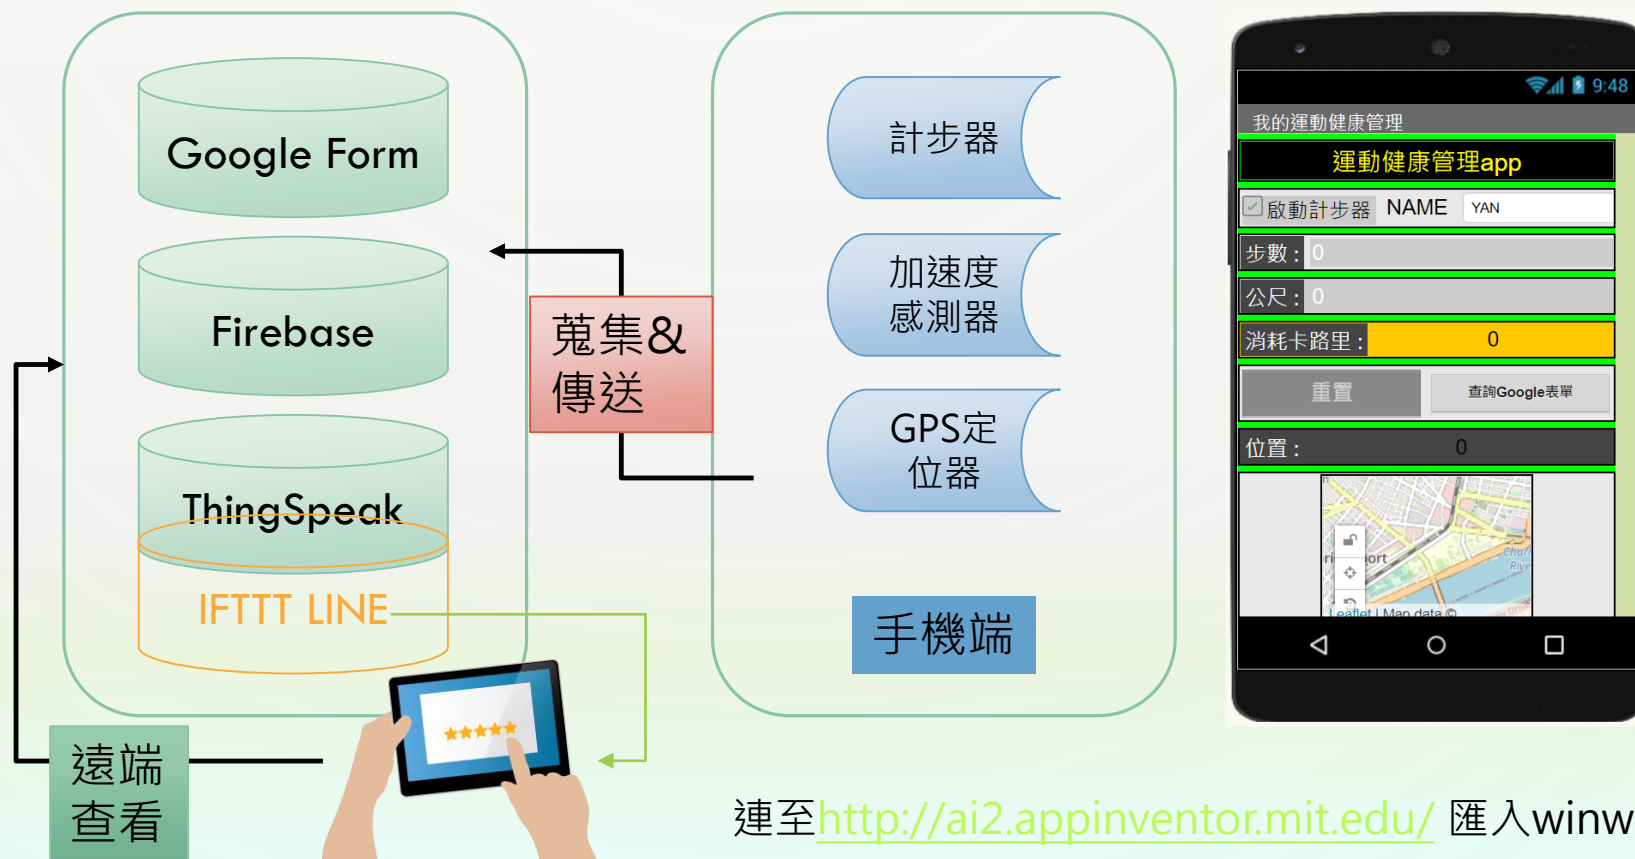 Google Form
Firebase
ThingSpeak
IFTTT LINE
遠端
查看
蒐集&
傳送
計步器
加速度
感測器
GPS定
位器
手機端
9:48
我的運動健康管理
運動健康管理app
啟動計步器 NAME YAN
步數 : 0
公尺 : 0
消耗卡路里 : 0
重置 查詢Google表單
位置 : 0
Leaflet | Map data ©
連至http://ai2.appinventor.mit.edu/ 匯入winw